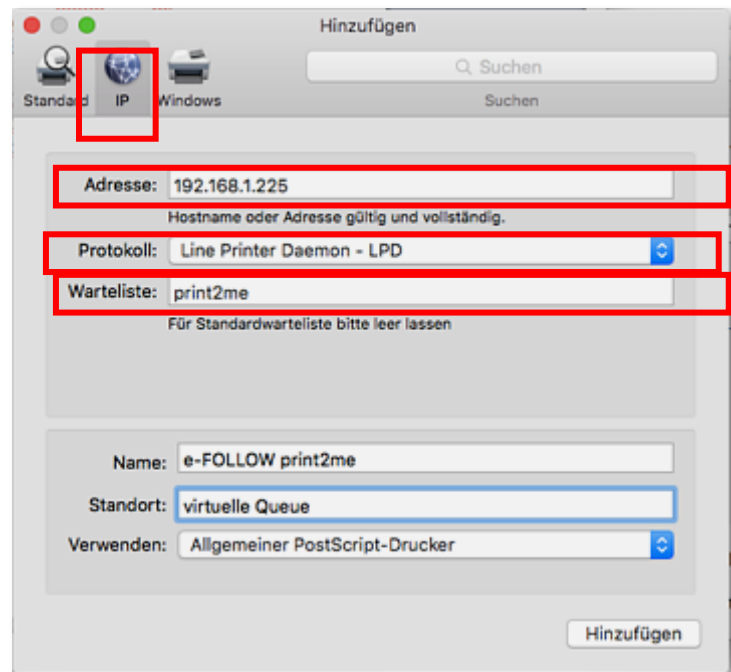 Hinzufügen
Suchen
Standard IP Windows Suchen
Adresse: 192.168.1.225
Hostname oder Adresse gültig und vollständig.
Protokoll: Line Printer Daemon - LPD
Warteliste: print2me
Für Standardwarteliste bitte leer lassen
Name: e-FOLLOW print2me
Standort: virtuelle Queue
Verwenden: Allgemeiner PostScript-Drucker
Hinzufügen